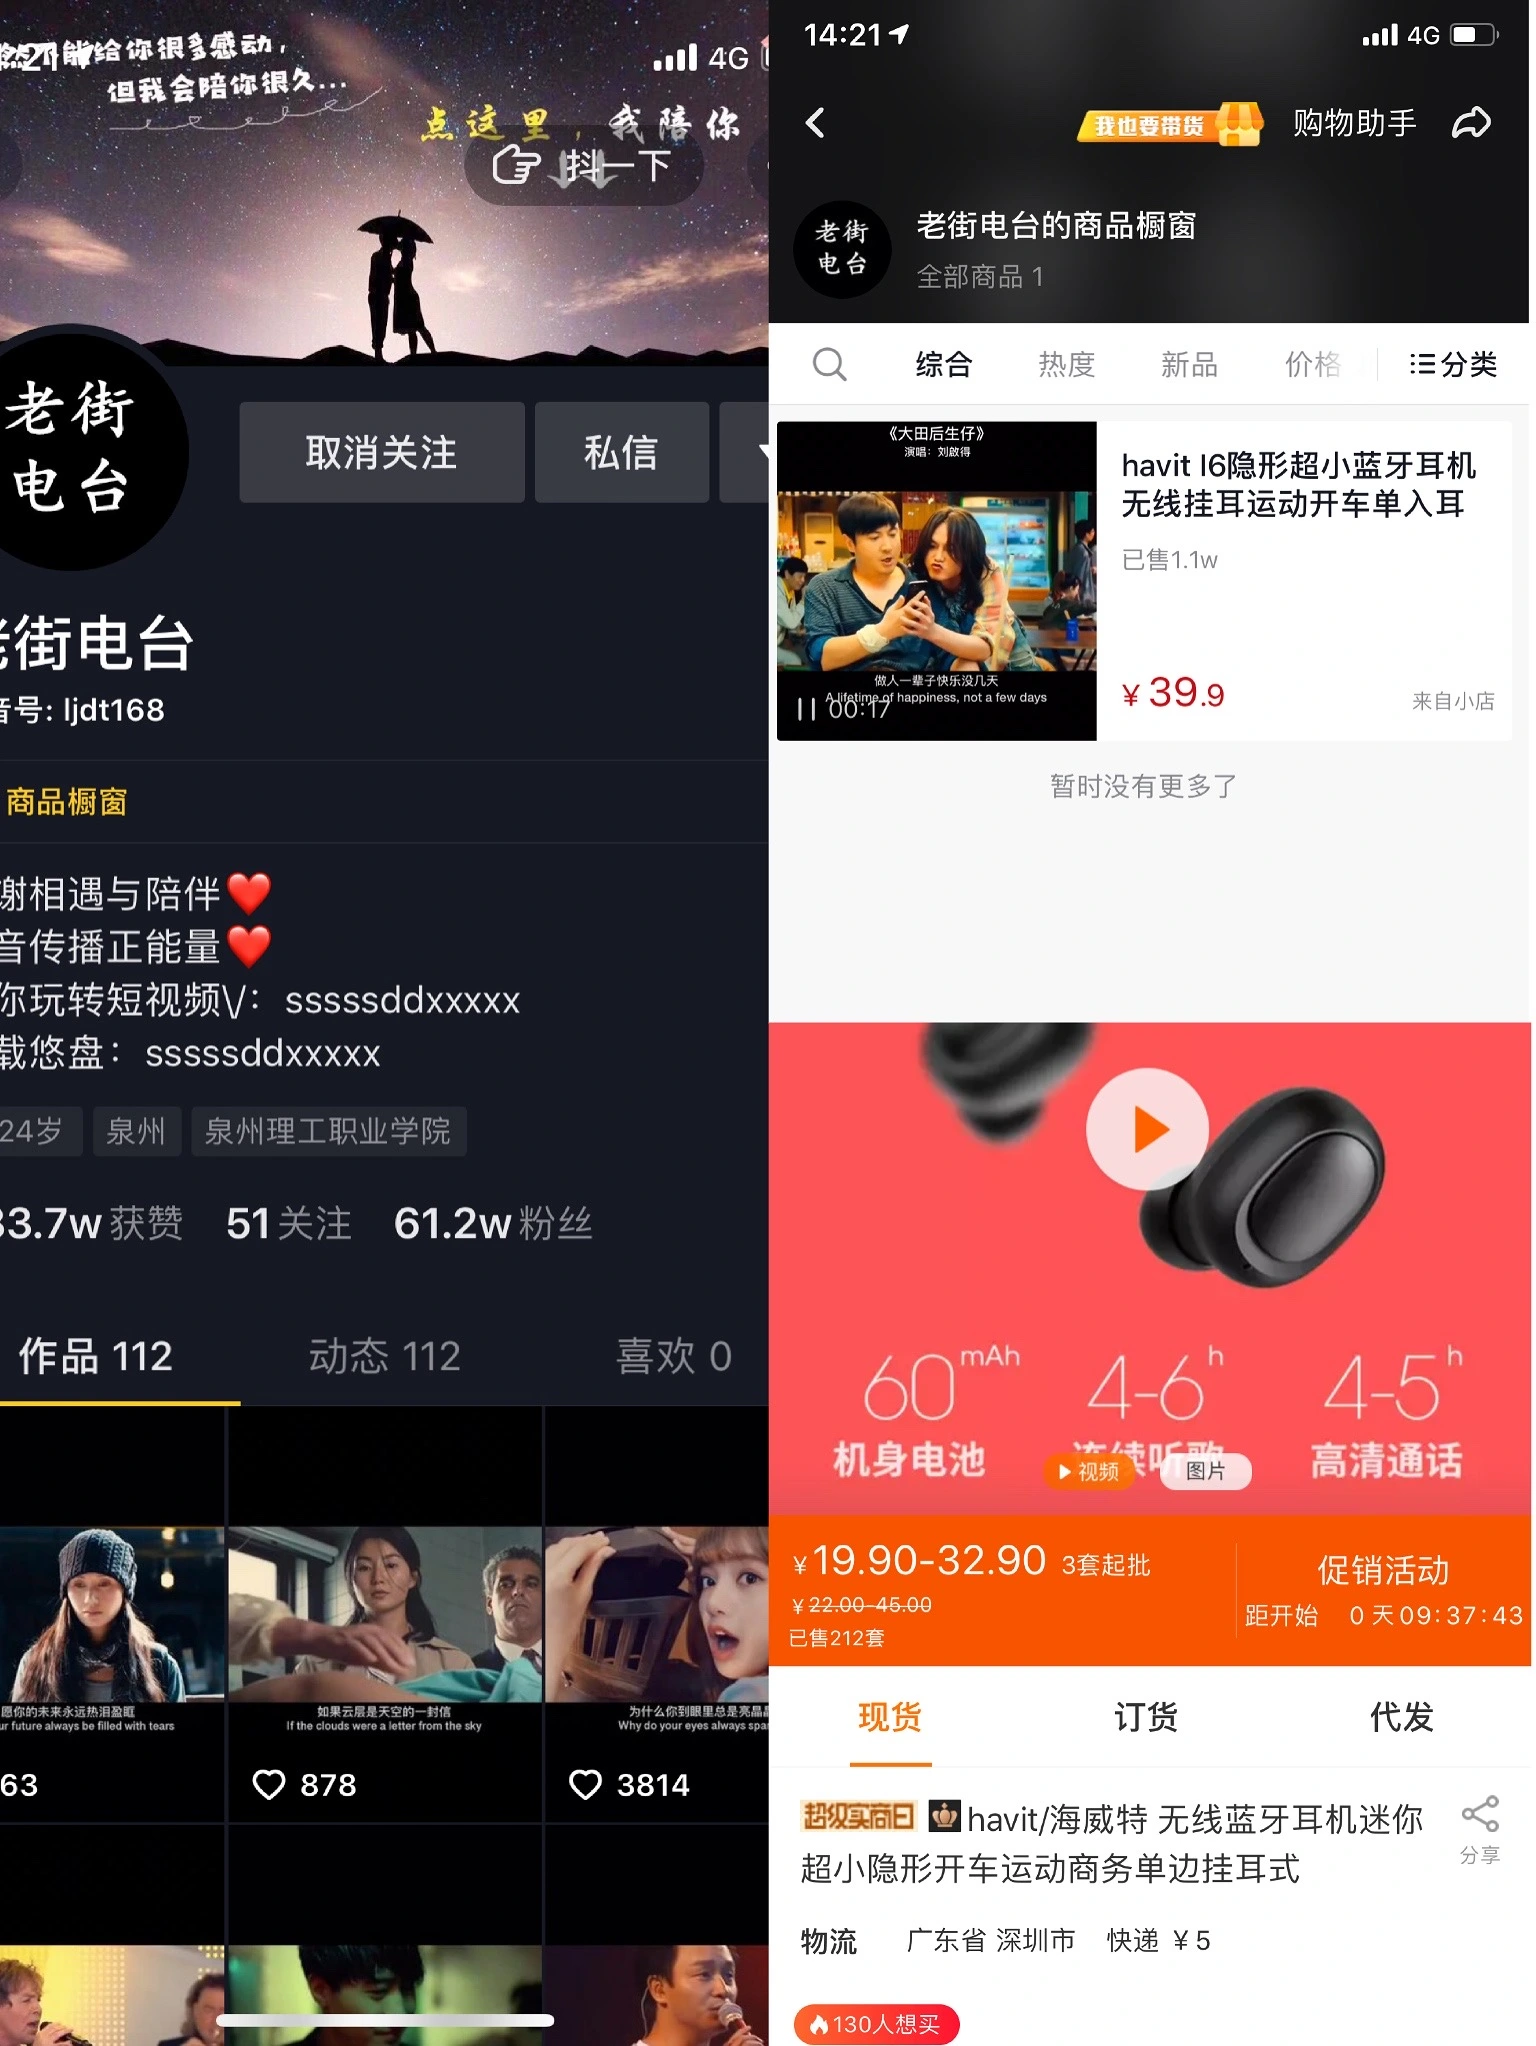 能给你很多感动，
但我会陪你很久...
4G
点这里，我陪你
抖一下
老街
电台
取消关注
私信
街电台
音号: ljdt168
商品橱窗
谢相遇与陪伴❤️
音传播正能量❤️
你玩转短视频\/：sssssddxxxxx
载悠盘：sssssddxxxxx
24岁
泉州
泉州理工职业学院
33.7w获赞
51关注
61.2w粉丝
作品 112
动态 112
喜欢 0
愿你的未来永远热泪盈眶
ur future always be filled with tears
63
如果云层是天空的一封信
If the clouds were a letter from the sky
878
为什么你到眼里总是亮晶晶
Why do your eyes always spar
3814
14:21
4G
我也要带货
购物助手
老街
电台
老街电台的商品橱窗
全部商品 1
综合
热度
新品
价格
分类
《大田后生仔》
演唱：刘啟得
做人一辈子快乐没几天
A lifetime of happiness, not a few days
00:17
havit I6隐形超小蓝牙耳机
无线挂耳运动开车单入耳
已售1.1w
¥ 39.9
来自小店
暂时没有更多了
60 mAh
机身电池
4-6 h
连续听歌
4-5 h
高清通话
视频
图片
¥19.90-32.90 3套起批
¥22.00-45.00
已售212套
促销活动
距开始 0 天 09:37:43
现货
订货
代发
超级实商日 havit/海威特 无线蓝牙耳机迷你
超小隐形开车运动商务单边挂耳式
分享
物流 广东省 深圳市 快递 ¥5
130人想买